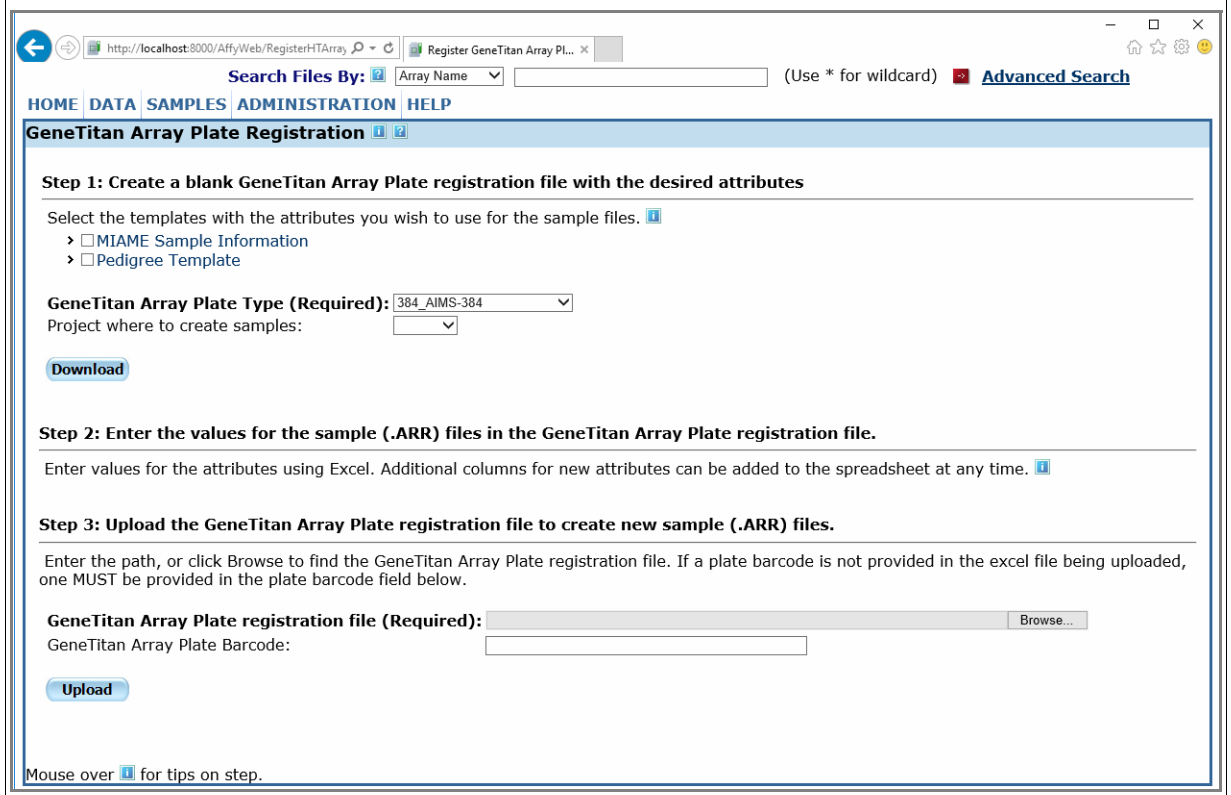 http://localhost:8000/AffyWeb/RegisterHTArray
Register GeneTitan Array Pl...
Search Files By: Array Name (Use * for wildcard) Advanced Search
HOME DATA SAMPLES ADMINISTRATION HELP
GeneTitan Array Plate Registration
Step 1: Create a blank GeneTitan Array Plate registration file with the desired attributes
Select the templates with the attributes you wish to use for the sample files.
MIAME Sample Information
Pedigree Template
GeneTitan Array Plate Type (Required): 384_AIMS-384
Project where to create samples:
Download
Step 2: Enter the values for the sample (.ARR) files in the GeneTitan Array Plate registration file.
Enter values for the attributes using Excel. Additional columns for new attributes can be added to the spreadsheet at any time.
Step 3: Upload the GeneTitan Array Plate registration file to create new sample (.ARR) files.
Enter the path, or click Browse to find the GeneTitan Array Plate registration file. If a plate barcode is not provided in the excel file being uploaded,
one MUST be provided in the plate barcode field below.
GeneTitan Array Plate registration file (Required): Browse...
GeneTitan Array Plate Barcode:
Upload
Mouse over i for tips on step.